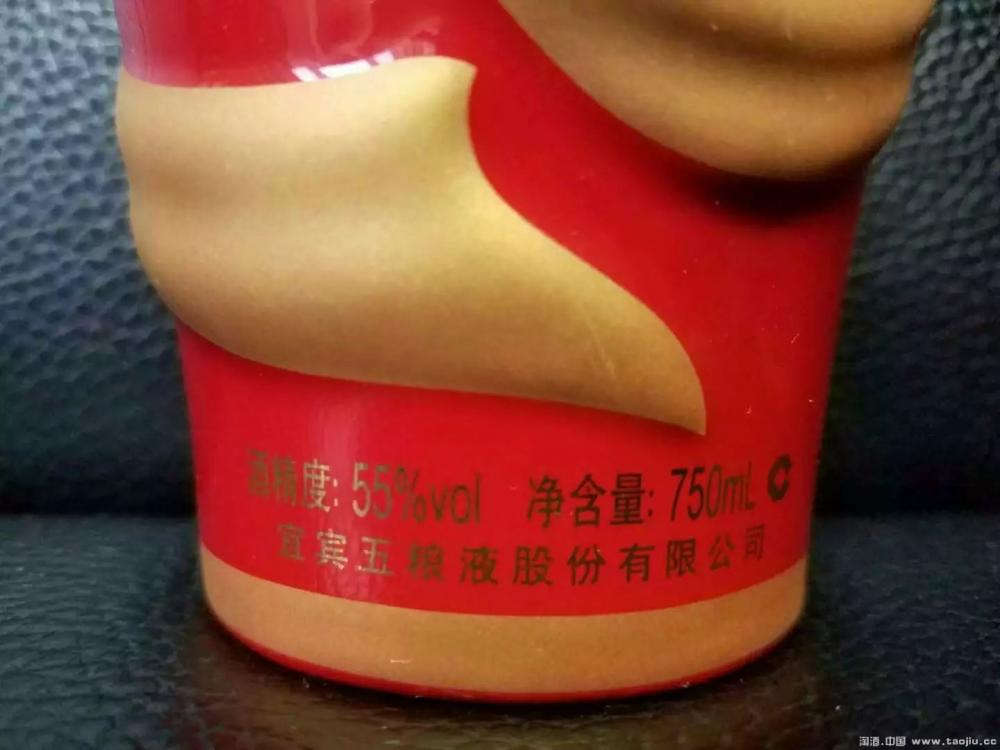 酒精度: 55%vol 净含量: 750mL C
宜宾五粮液股份有限公司
淘酒.中国 www.taojiu.cc